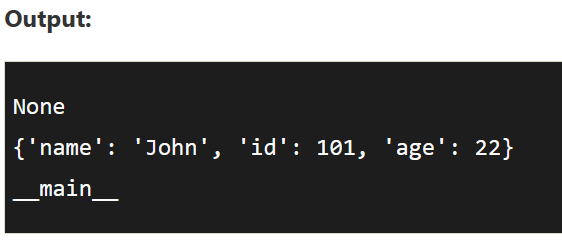 Output:
None
{'name': 'John', 'id': 101, 'age': 22}
__main__